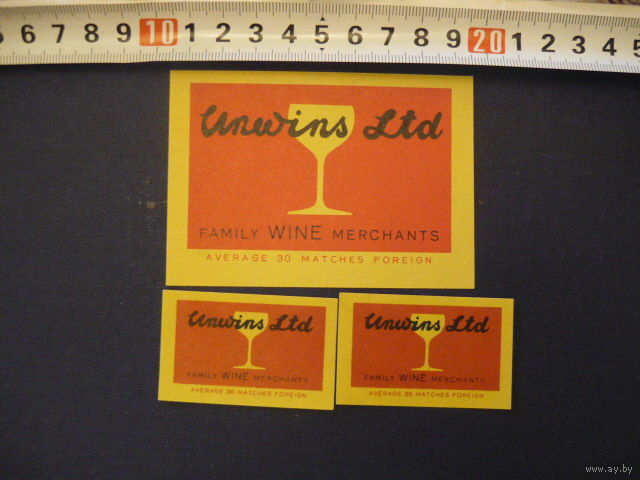 5 6 7 8 9 10 1 2 3 4 5 6 7 8 9 20 1 2 3 4
Unwins Ltd
FAMILY WINE MERCHANTS
AVERAGE 30 MATCHES FOREIGN
Unwins Ltd
FAMILY WINE MERCHANTS
AVERAGE 30 MATCHES FOREIGN
Unwins Ltd
FAMILY WINE MERCHANTS
AVERAGE 30 MATCHES FOREIGN
www.ay.by